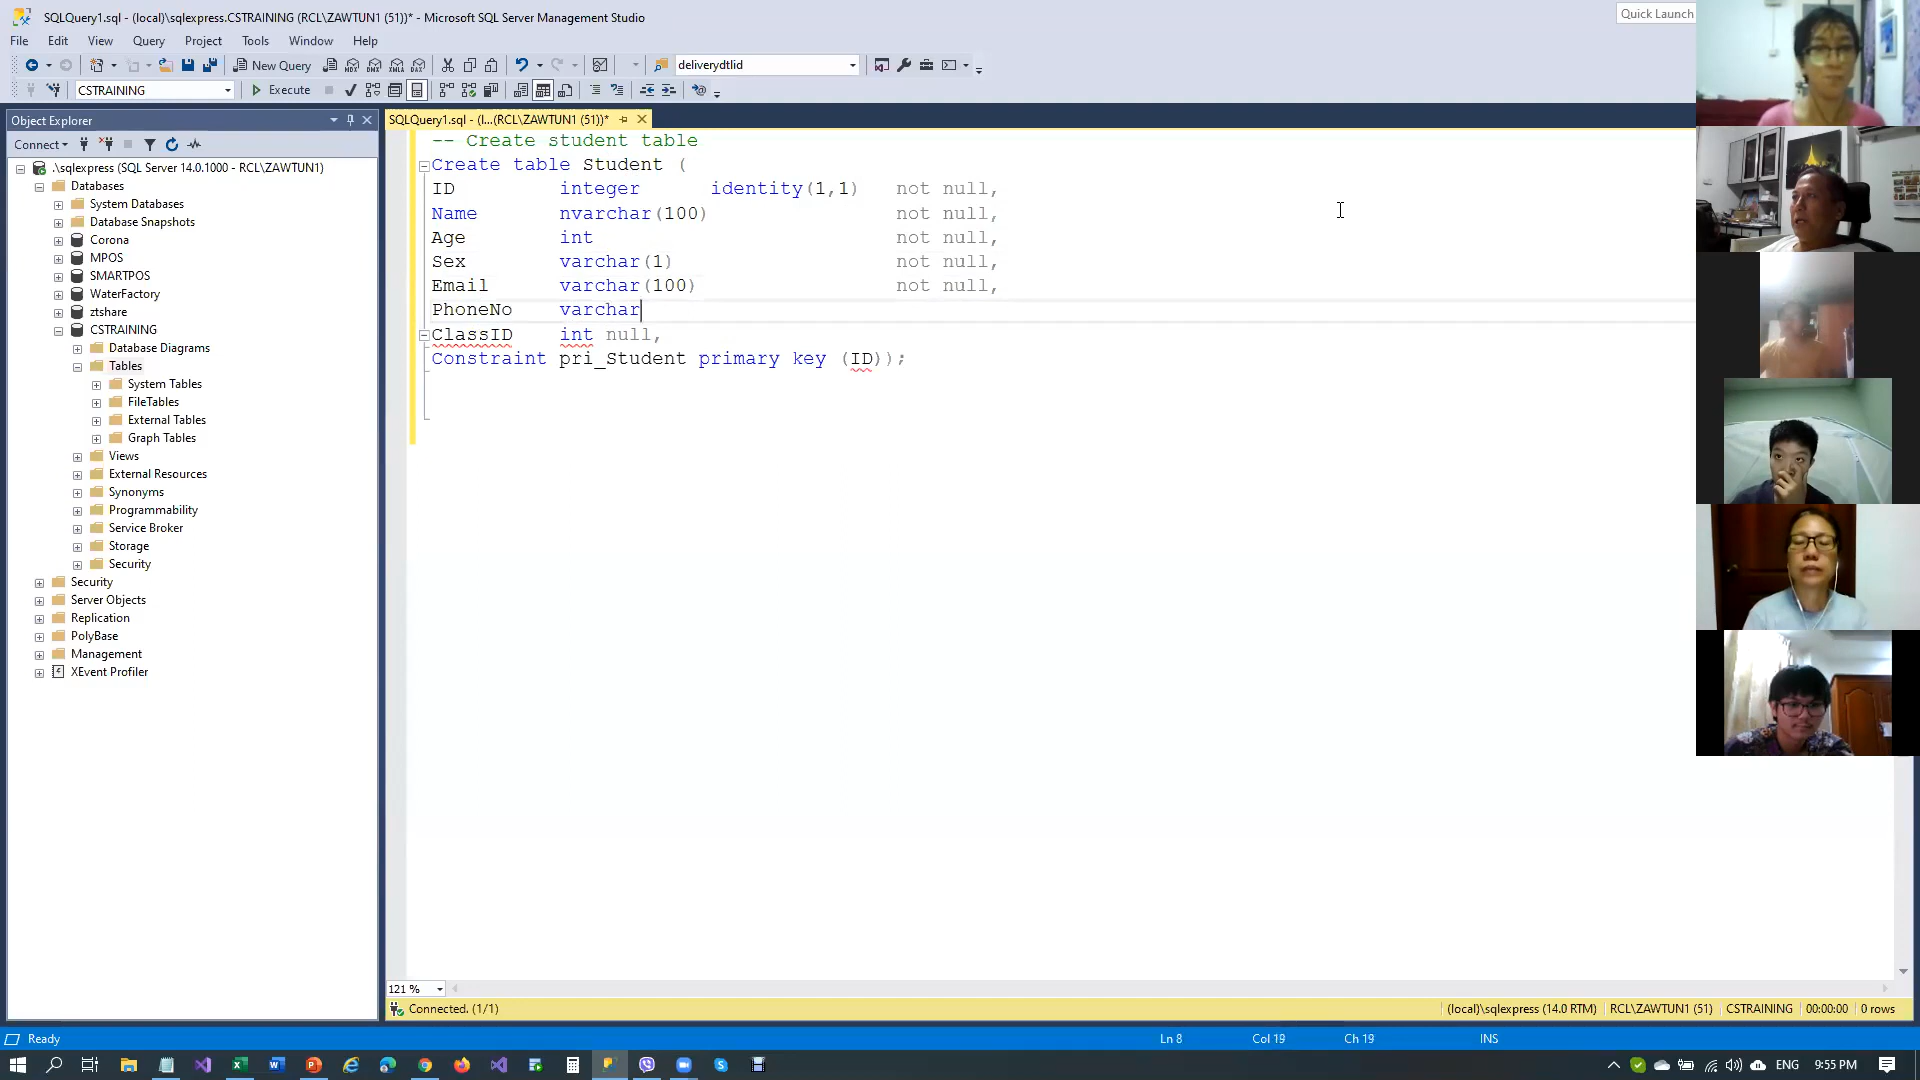 SQLQuery1.sql - (local)\sqlexpress.CSTRAINING (RCL\ZAWTUN1 (51))* - Microsoft SQL Server Management Studio
Quick Launch
File Edit View Query Project Tools Window Help
New Query
deliverydtlid
CSTRAINING
Execute
Object Explorer
SQLQuery1.sql - (l...(RCL\ZAWTUN1 (51))*
Connect
.\sqlexpress (SQL Server 14.0.1000 - RCL\ZAWTUN1)
Databases
System Databases
Database Snapshots
Corona
MPOS
SMARTPOS
WaterFactory
ztshare
CSTRAINING
Database Diagrams
Tables
System Tables
FileTables
External Tables
Graph Tables
Views
External Resources
Synonyms
Programmability
Service Broker
Storage
Security
Security
Server Objects
Replication
PolyBase
Management
XEvent Profiler
-- Create student table
Create table Student (
ID integer identity(1,1) not null,
Name nvarchar(100) not null,
Age int not null,
Sex varchar(1) not null,
Email varchar(100) not null,
PhoneNo varchar
ClassID int null,
Constraint pri_Student primary key (ID));
121 %
Connected. (1/1)
(local)\sqlexpress (14.0 RTM)
RCL\ZAWTUN1 (51)
CSTRAINING
00:00:00
0 rows
Ready
Ln 8
Col 19
Ch 19
INS
ENG
9:55 PM